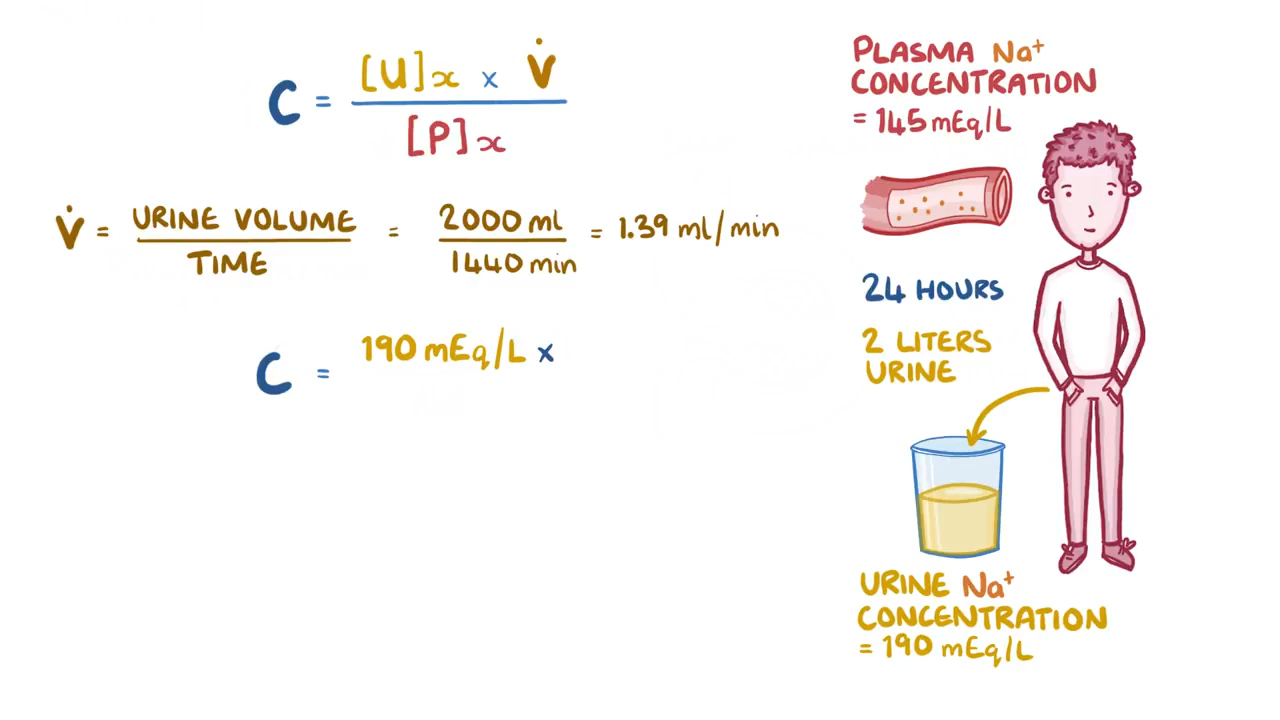 C = [U]x x V̇
[P]x
V̇ = URINE VOLUME = 2000 ml = 1.39 ml/min
TIME 1440 min
C = 190 mEq/L x
PLASMA Na+
CONCENTRATION
= 145 mEq/L
24 HOURS
2 LITERS
URINE
URINE Na+
CONCENTRATION
= 190 mEq/L